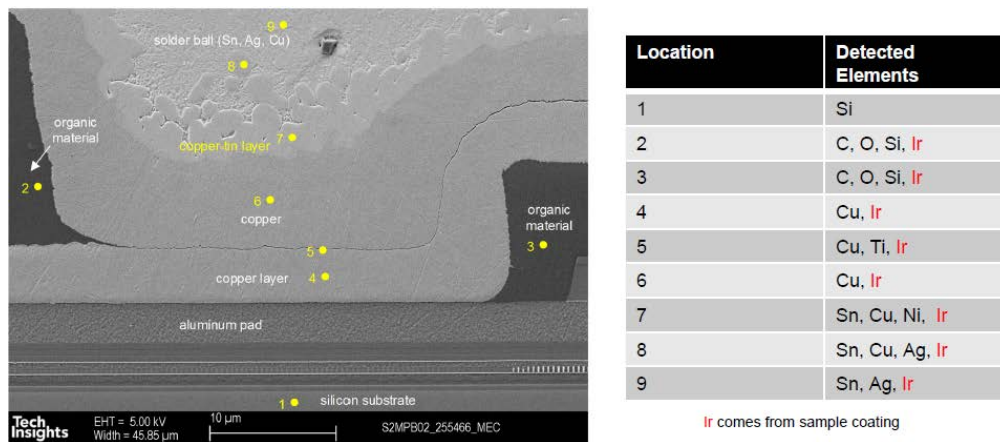 9
solder ball (Sn, Ag, Cu)
8
organic
material
7
copper-tin layer
2
6
copper
organic
material
3
5
4
copper layer
aluminum pad
1
silicon substrate
Tech
Insights
EHT = 5.00 kV
Width = 45.85 µm
10 µm
S2MPB02_255466_MEC
Location Detected
Elements
1 Si
2 C, O, Si, Ir
3 C, O, Si, Ir
4 Cu, Ir
5 Cu, Ti, Ir
6 Cu, Ir
7 Sn, Cu, Ni, Ir
8 Sn, Cu, Ag, Ir
9 Sn, Ag, Ir
Ir comes from sample coating